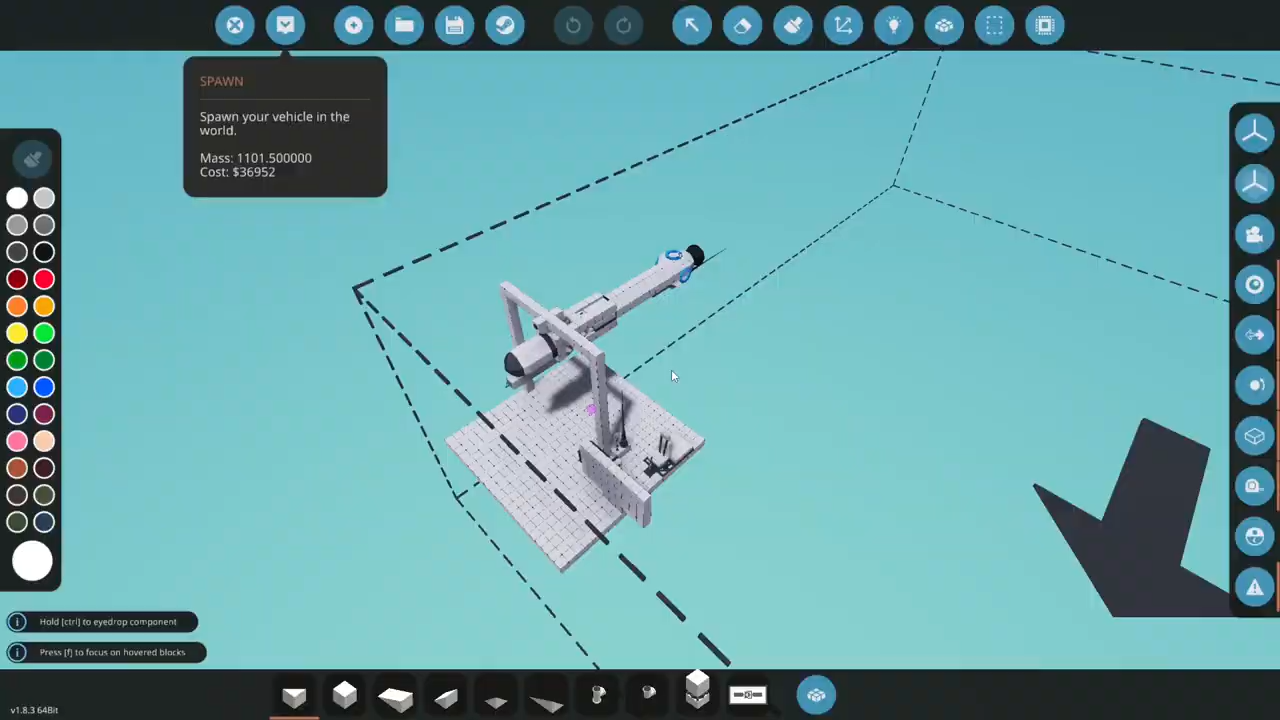 SPAWN
Spawn your vehicle in the
world.
Mass: 1101.500000
Cost: $36952
Hold [ctrl] to eyedrop component
Press [f] to focus on hovered blocks
v1.8.3 64Bit